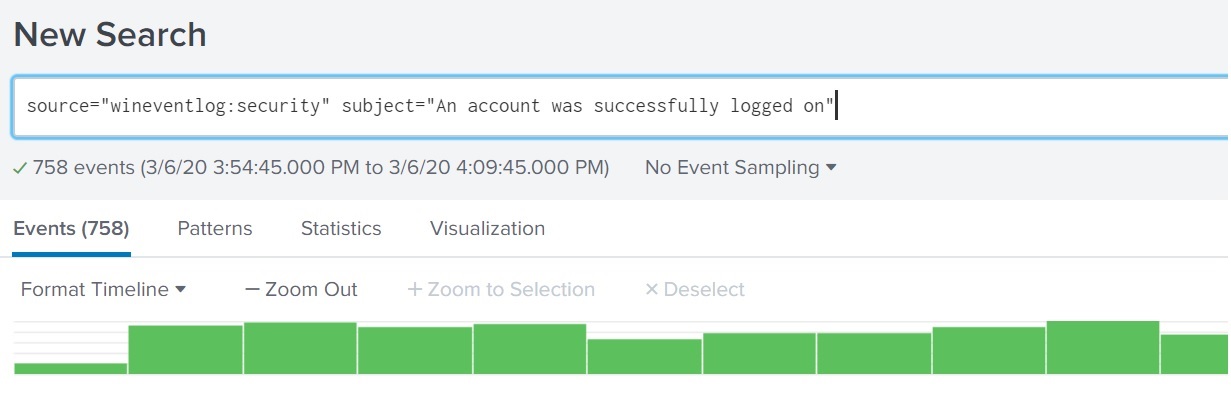 New Search
source="wineventlog:security" subject="An account was successfully logged on"
758 events (3/6/20 3:54:45.000 PM to 3/6/20 4:09:45.000 PM) No Event Sampling
Events (758) Patterns Statistics Visualization
Format Timeline — Zoom Out + Zoom to Selection × Deselect